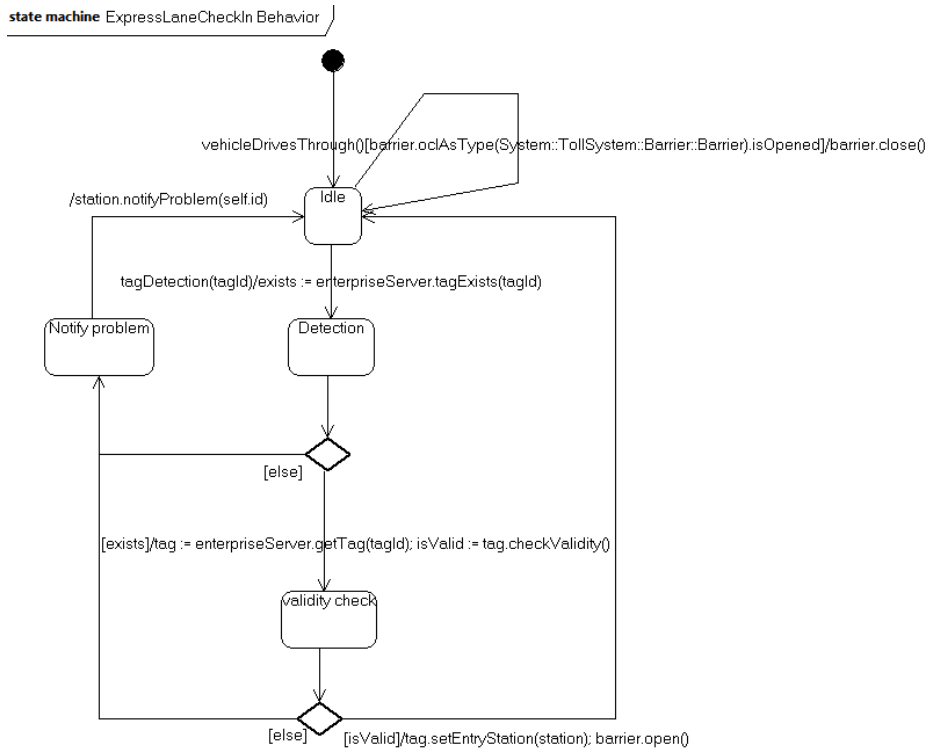 state machine ExpressLaneCheckIn Behavior
vehicleDrivesThrough()[barrier.oclAsType(System::TollSystem::Barrier::Barrier).isOpened]/barrier.close()
Idle
/station.notifyProblem(self.id)
tagDetection(tagId)/exists := enterpriseServer.tagExists(tagId)
Notify problem
Detection
[else]
[exists]/tag := enterpriseServer.getTag(tagId); isValid := tag.checkValidity()
validity check
[else]
[isValid]/tag.setEntryStation(station); barrier.open()